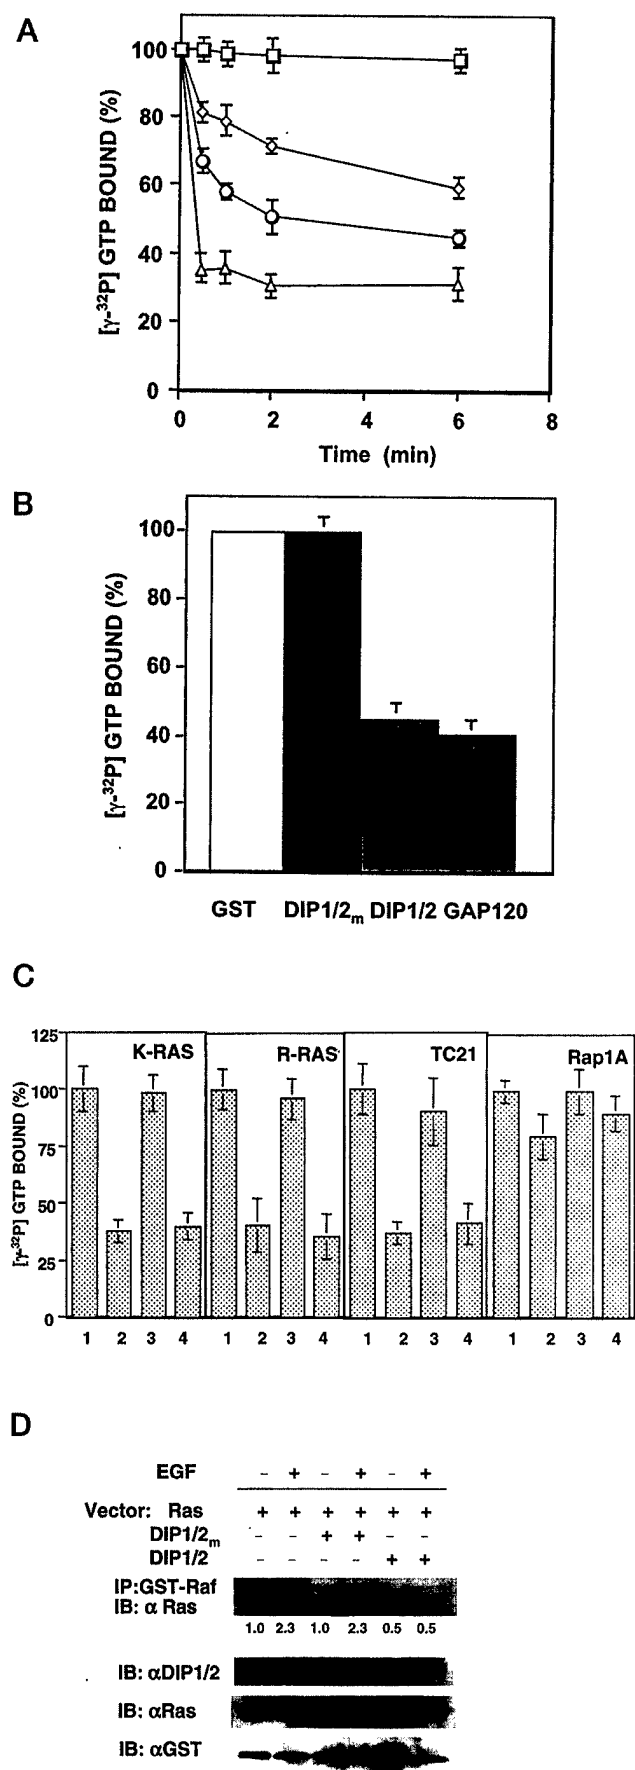 A
[γ-³²P] GTP BOUND (%)
100
80
60
40
20
0
0 2 4 6 8
Time (min)
B
[γ-³²P] GTP BOUND (%)
100
80
60
40
20
0
GST DIP1/2m DIP1/2 GAP120
C
[γ-³²P] GTP BOUND (%)
125
100
75
50
25
0
K-RAS R-RAS TC21 Rap1A
1 2 3 4 1 2 3 4 1 2 3 4 1 2 3 4
D
EGF – + – + – +
Vector: Ras + + + + + +
DIP1/2m – – + + – –
DIP1/2 – – – – + +
IP:GST-Raf
IB: α Ras
1.0 2.3 1.0 2.3 0.5 0.5
IB: αDIP1/2
IB: αRas
IB: αGST